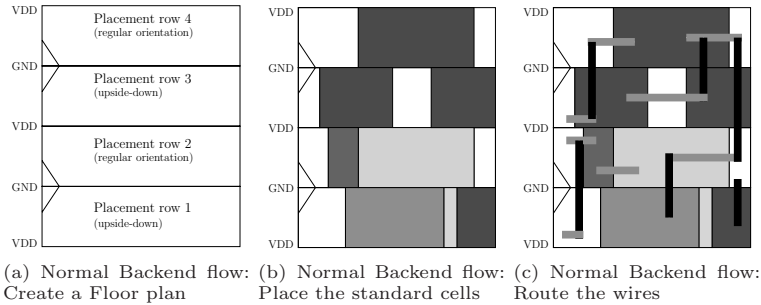 VDD
Placement row 4
(regular orientation)
GND
Placement row 3
(upside-down)
VDD
Placement row 2
(regular orientation)
GND
Placement row 1
(upside-down)
VDD
(a) Normal Backend flow:
Create a Floor plan
VDD
GND
VDD
GND
VDD
(b) Normal Backend flow:
Place the standard cells
VDD
GND
VDD
GND
VDD
(c) Normal Backend flow:
Route the wires